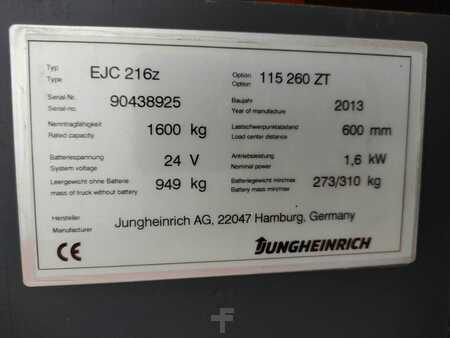 Typ
Type
EJC 216z
Option
Option
115 260 ZT
Serial-Nr.
Serial-no.
90438925
Baujahr
Year of manufacture
2013
Nenntragfähigkeit
Rated capacity
1600 kg
Lastschwerpunktabstand
Load center distance
600 mm
Batteriespannung
System voltage
24 V
Antriebsleistung
Nominal power
1,6 kW
Leergewicht ohne Batterie
mass of truck without battery
949 kg
Batteriegewicht min/max
Battery mass min/max
273/310 kg
Hersteller
Manufacturer
Jungheinrich AG, 22047 Hamburg, Germany
CE
JUNGHEINRICH